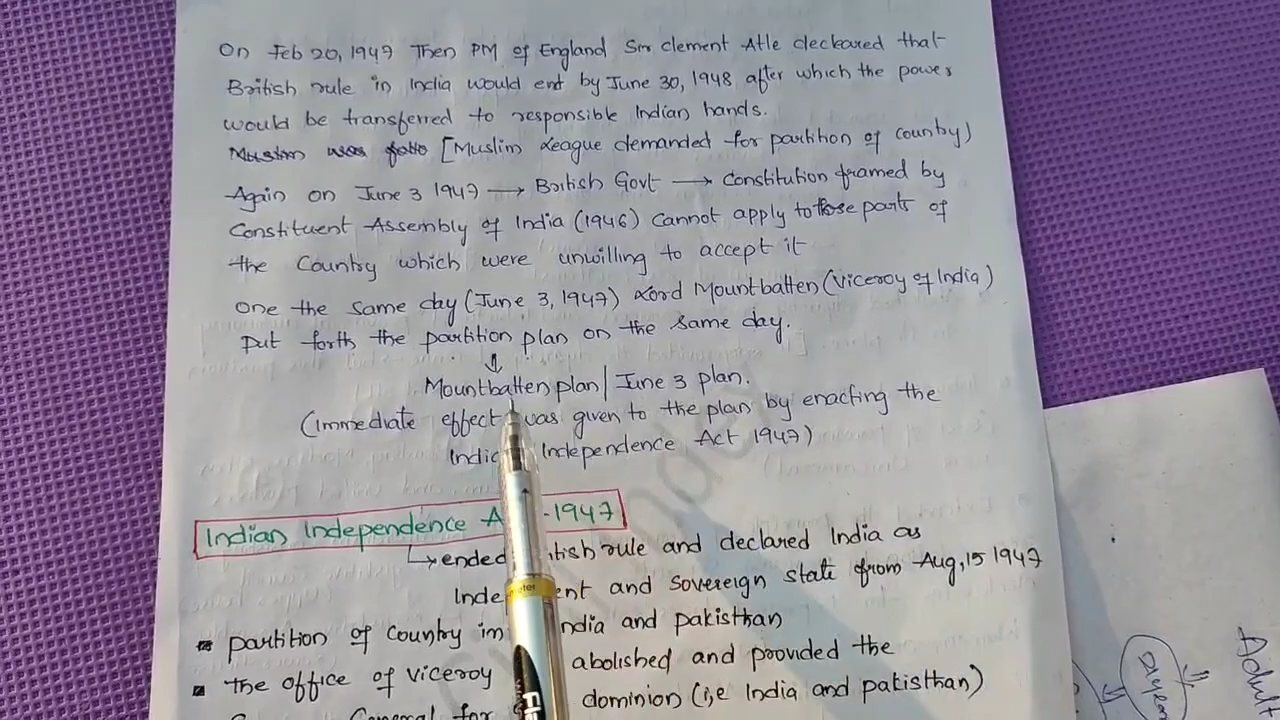 On Feb 20, 1947 Then PM of England Sir clement Atle decleared that
British rule in India would end by June 30, 1948 after which the power
would be transferred to responsible Indian hands.
[Muslim League demanded for partition of country)
Again on June 3 1947 → British Govt → Constitution framed by
Constituent Assembly of India (1946) Cannot apply to those parts of
the Country which were unwilling to accept it
One the same day (June 3, 1947) Lord Mountbatten (Viceroy of India)
put forth the partition plan on the same day.
Mountbatten plan / June 3 plan.
(immediate effect was given to the plan by enacting the
Independence Act 1947)
Indian Independence A -1947
ended rule and declared India as
and sovereign state from Aug, 15 1947
▪ partition of country and pakisthan
▪ the office of viceroy abolished and provided the
General for dominion (i,e India and pakisthan)
Adult